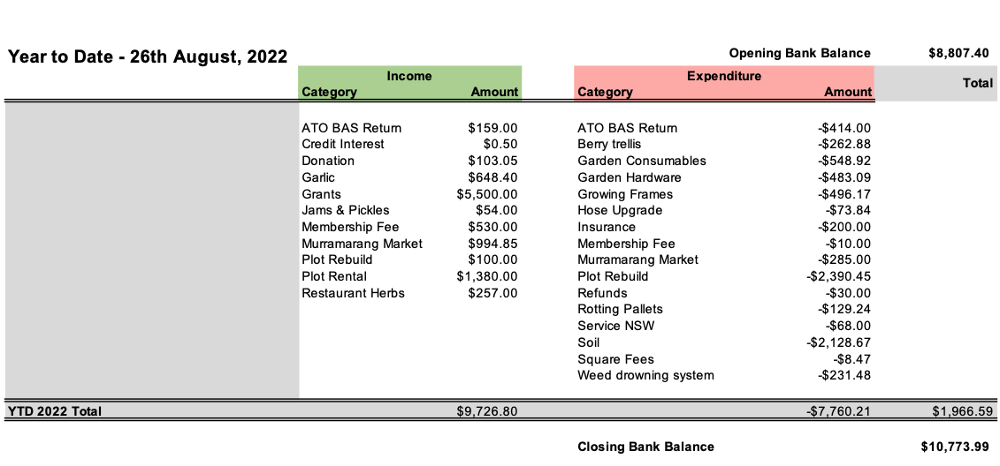 Opening Bank Balance $8,807.40
Year to Date - 26th August, 2022
Income Expenditure Total
Category Amount Category Amount
ATO BAS Return $159.00 ATO BAS Return -$414.00
Credit Interest $0.50 Berry trellis -$262.88
Donation $103.05 Garden Consumables -$548.92
Garlic $648.40 Garden Hardware -$483.09
Grants $5,500.00 Growing Frames -$496.17
Jams & Pickles $54.00 Hose Upgrade -$73.84
Membership Fee $530.00 Insurance -$200.00
Murramarang Market $994.85 Membership Fee -$10.00
Plot Rebuild $100.00 Murramarang Market -$285.00
Plot Rental $1,380.00 Plot Rebuild -$2,390.45
Restaurant Herbs $257.00 Refunds -$30.00
Rotting Pallets -$129.24
Service NSW -$68.00
Soil -$2,128.67
Square Fees -$8.47
Weed drowning system -$231.48
YTD 2022 Total $9,726.80 -$7,760.21 $1,966.59
Closing Bank Balance $10,773.99